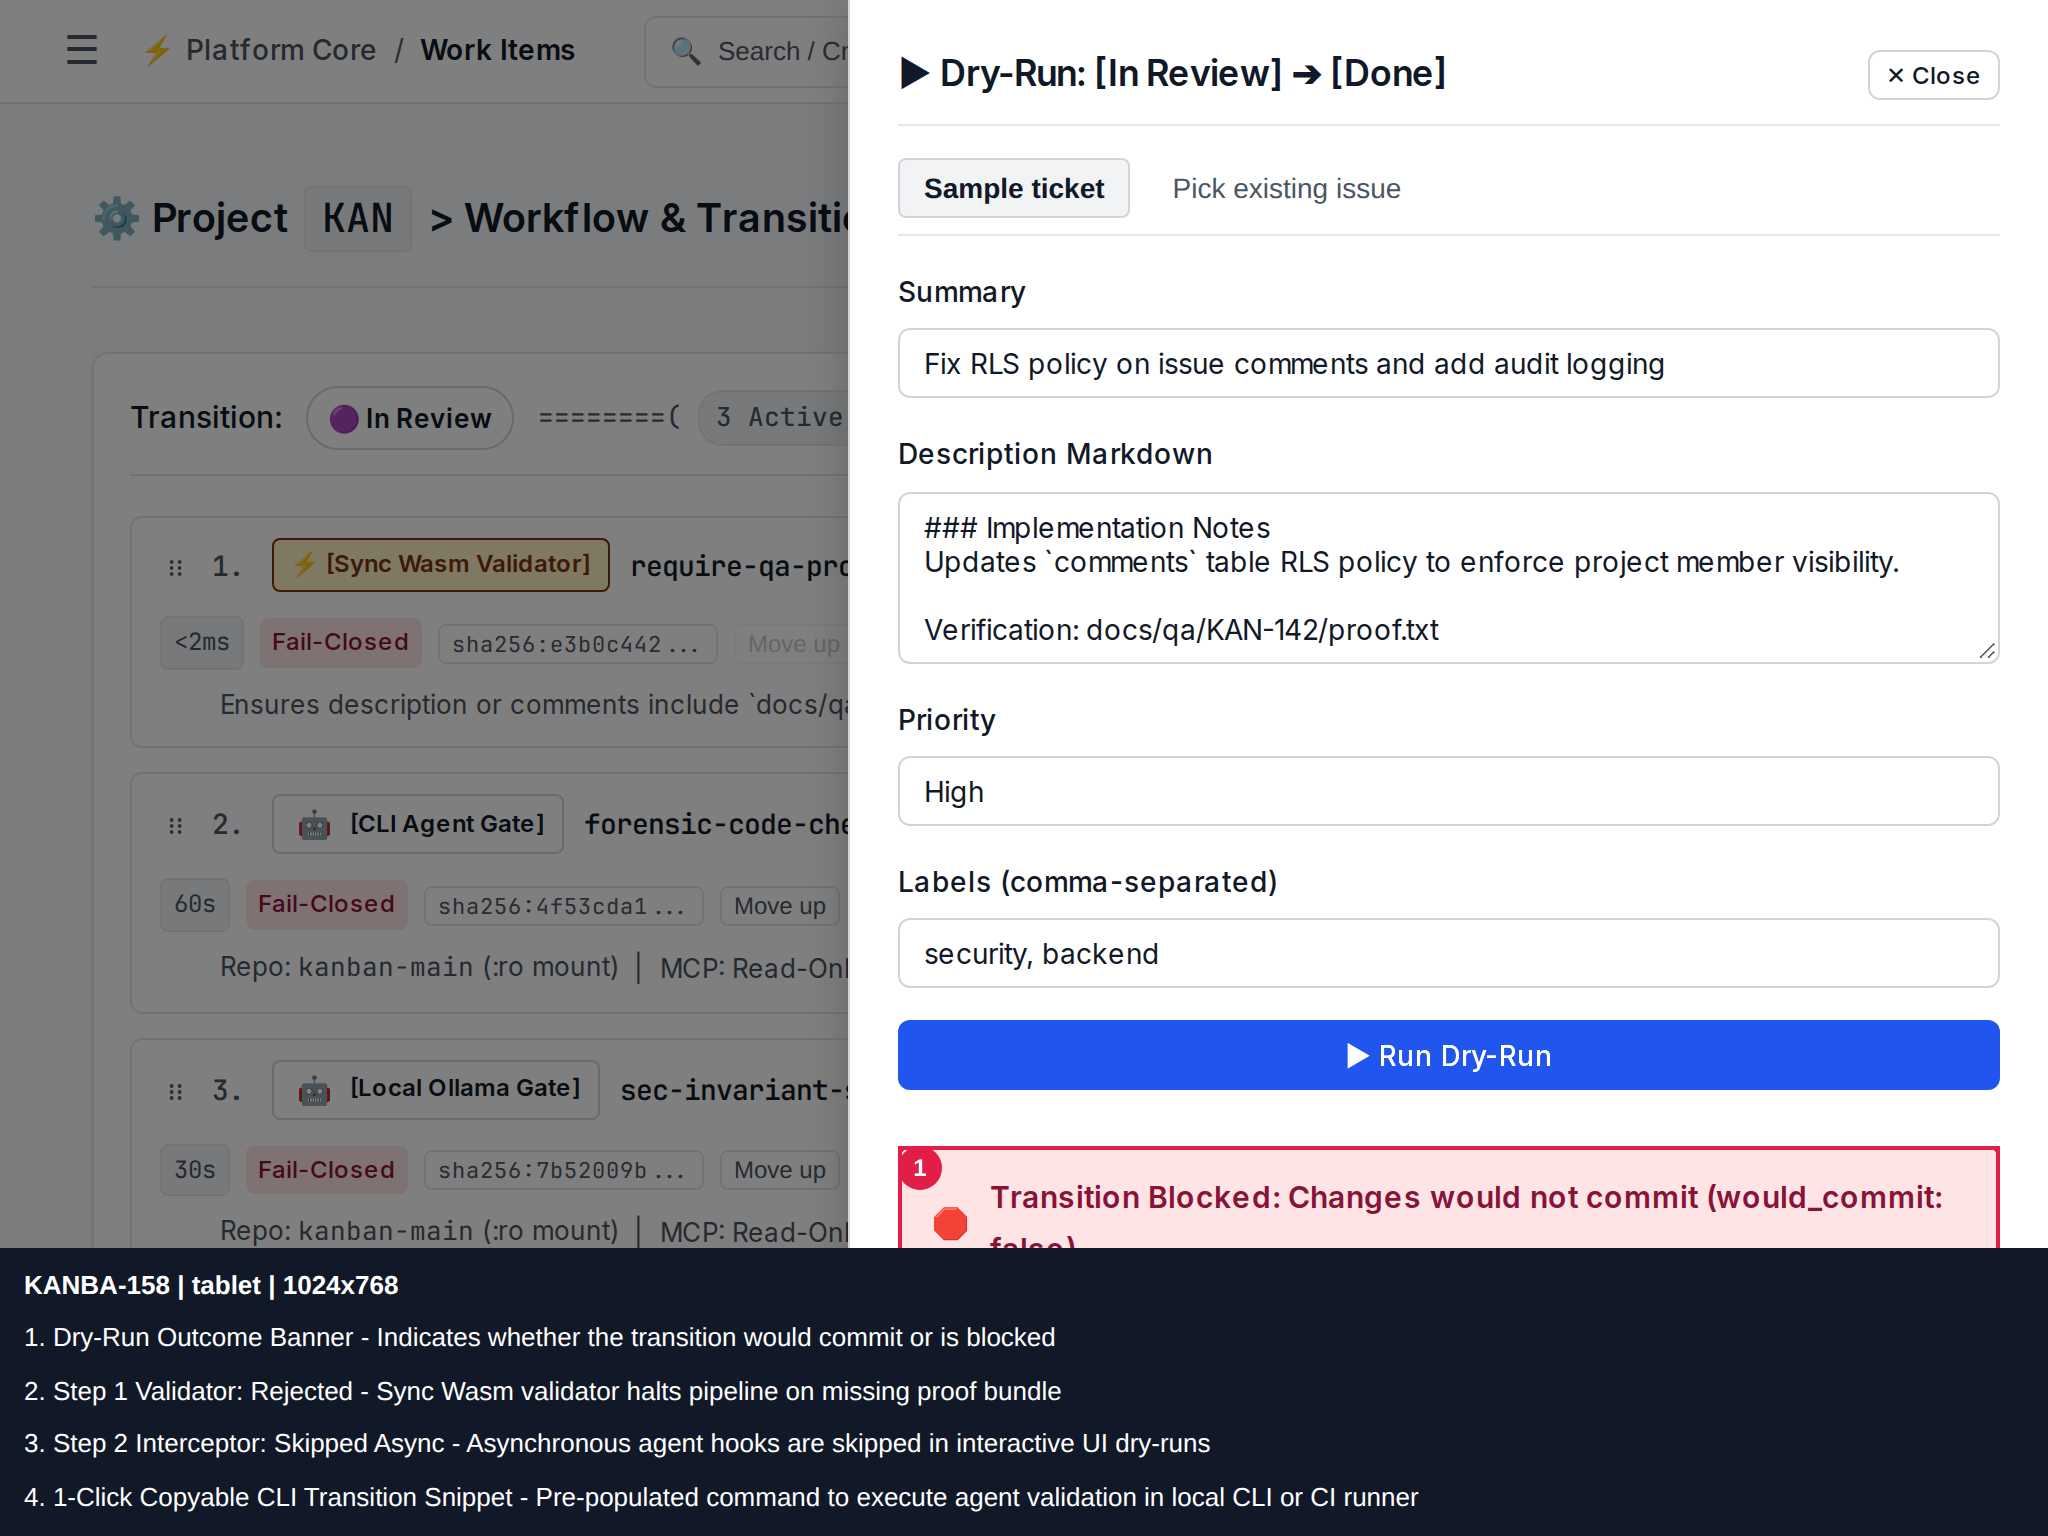 ☰ ⚡ Platform Core / Work Items
🔍 Search / Cr
⚙️ Project KAN > Workflow & Transitio
Transition: 🟣 In Review ========( 3 Active
⠿ 1. ⚡ [Sync Wasm Validator] require-qa-pro
<2ms Fail-Closed sha256:e3b0c442... Move up
Ensures description or comments include `docs/qa
⠿ 2. 🤖 [CLI Agent Gate] forensic-code-che
60s Fail-Closed sha256:4f53cda1... Move up
Repo: kanban-main (:ro mount) | MCP: Read-Onl
⠿ 3. 🤖 [Local Ollama Gate] sec-invariant-s
30s Fail-Closed sha256:7b52009b... Move up
Repo: kanban-main (:ro mount) | MCP: Read-Onl
▶ Dry-Run: [In Review] ➔ [Done]
✕ Close
Sample ticket Pick existing issue
Summary
Fix RLS policy on issue comments and add audit logging
Description Markdown
### Implementation Notes
Updates `comments` table RLS policy to enforce project member visibility.
Verification: docs/qa/KAN-142/proof.txt
Priority
High
Labels (comma-separated)
security, backend
▶ Run Dry-Run
1
🛑 Transition Blocked: Changes would not commit (would_commit:
false)
KANBA-158 | tablet | 1024x768
1. Dry-Run Outcome Banner - Indicates whether the transition would commit or is blocked
2. Step 1 Validator: Rejected - Sync Wasm validator halts pipeline on missing proof bundle
3. Step 2 Interceptor: Skipped Async - Asynchronous agent hooks are skipped in interactive UI dry-runs
4. 1-Click Copyable CLI Transition Snippet - Pre-populated command to execute agent validation in local CLI or CI runner